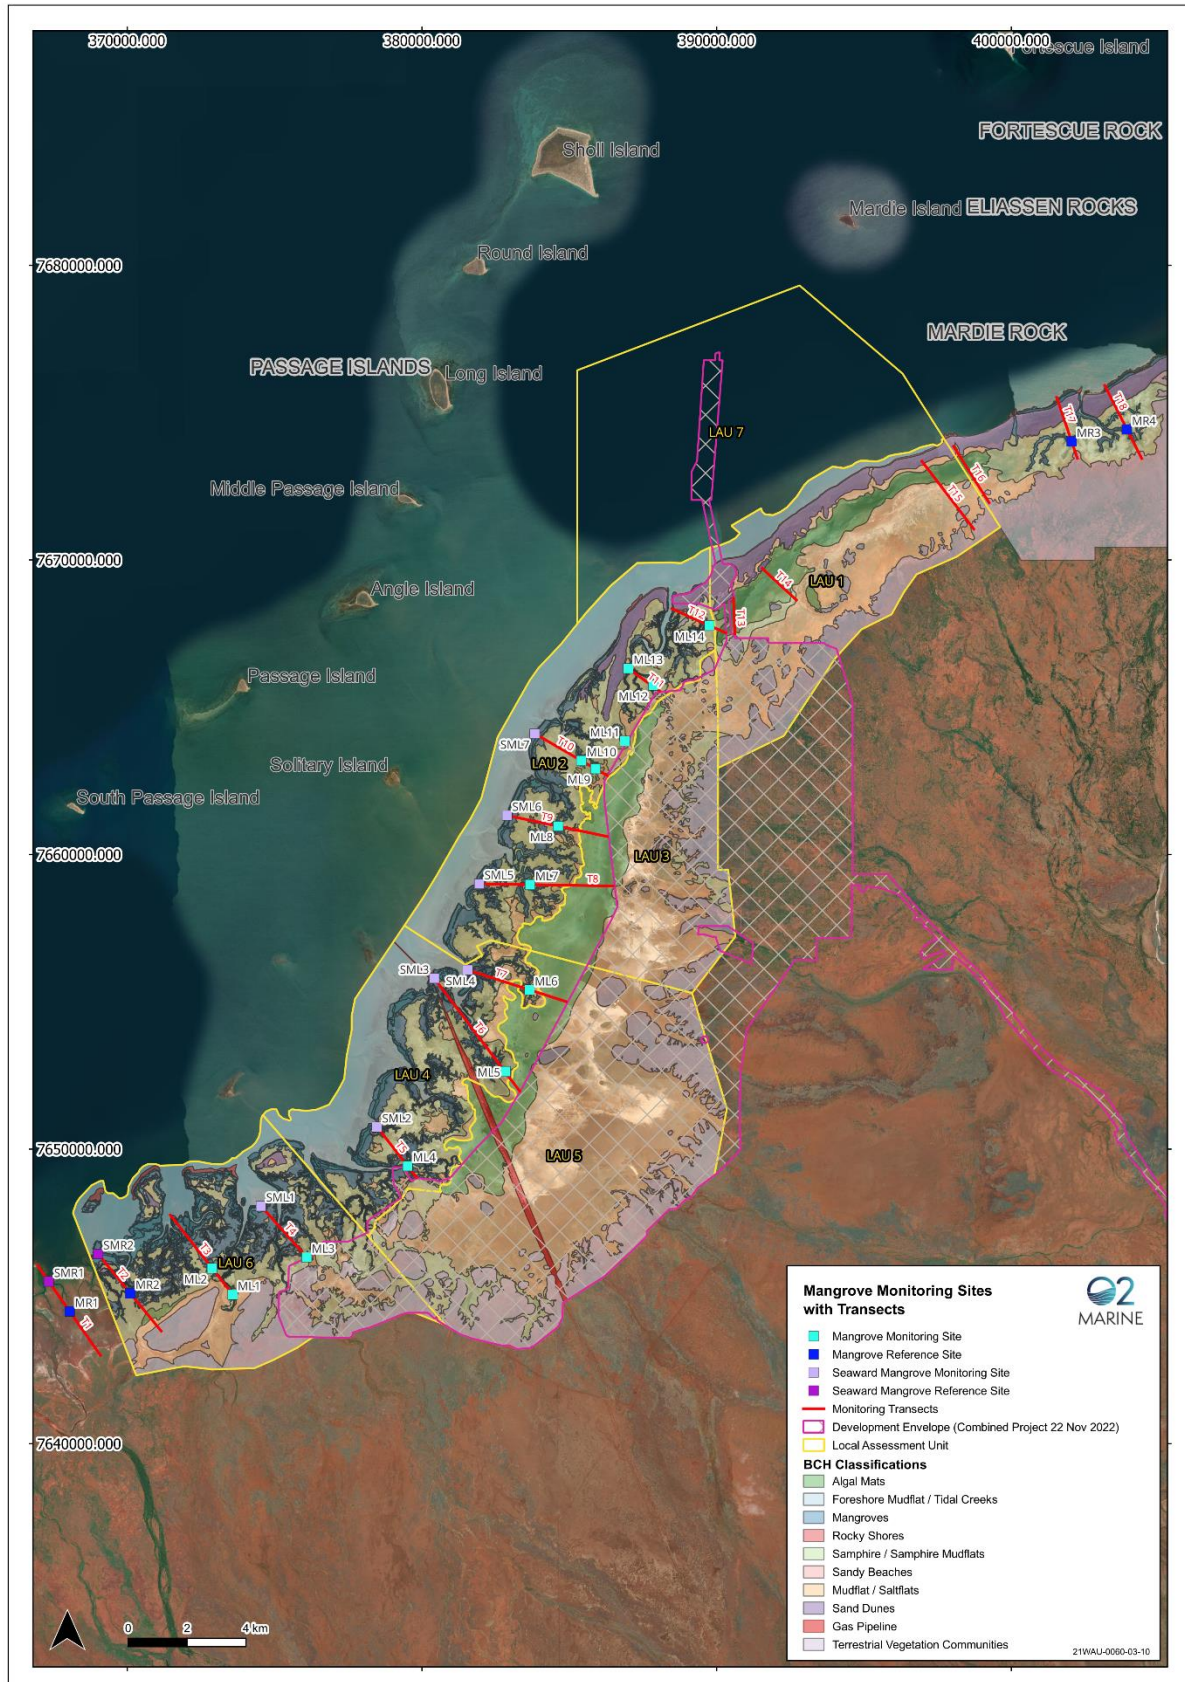 370000.000
380000.000
390000.000
400000.000
Fortescue Island
FORTESCUE ROCK
Sholl Island
Mardie Island
ELIASSEN ROCKS
Round Island
7680000.000
MARDIE ROCK
PASSAGE ISLANDS
Long Island
T17
T18
MR4
MR3
LAU 7
Middle Passage Island
T16
T15
7670000.000
Angle Island
T14
LAU 1
T12
T13
ML14
ML13
T11
ML12
Passage Island
SML7
T10
ML11
ML10
LAU 2
ML9
Solitary Island
South Passage Island
SML6
T9
ML8
7660000.000
LAU 3
SML5
ML7
T8
SML3
SML4
T7
ML6
T6
ML5
LAU 4
SML2
T5
ML4
7650000.000
LAU 5
SML1
T4
ML3
T3
LAU 6
ML2
ML1
SMR2
T2
MR2
SMR1
MR1
T1
7640000.000
Mangrove Monitoring Sites
with Transects
O2
MARINE
Mangrove Monitoring Site
Mangrove Reference Site
Seaward Mangrove Monitoring Site
Seaward Mangrove Reference Site
Monitoring Transects
Development Envelope (Combined Project 22 Nov 2022)
Local Assessment Unit
BCH Classifications
Algal Mats
Foreshore Mudflat / Tidal Creeks
Mangroves
Rocky Shores
Samphire / Samphire Mudflats
Sandy Beaches
Mudflat / Saltflats
Sand Dunes
Gas Pipeline
Terrestrial Vegetation Communities
21WAU-0060-03-10
0 2 4 km